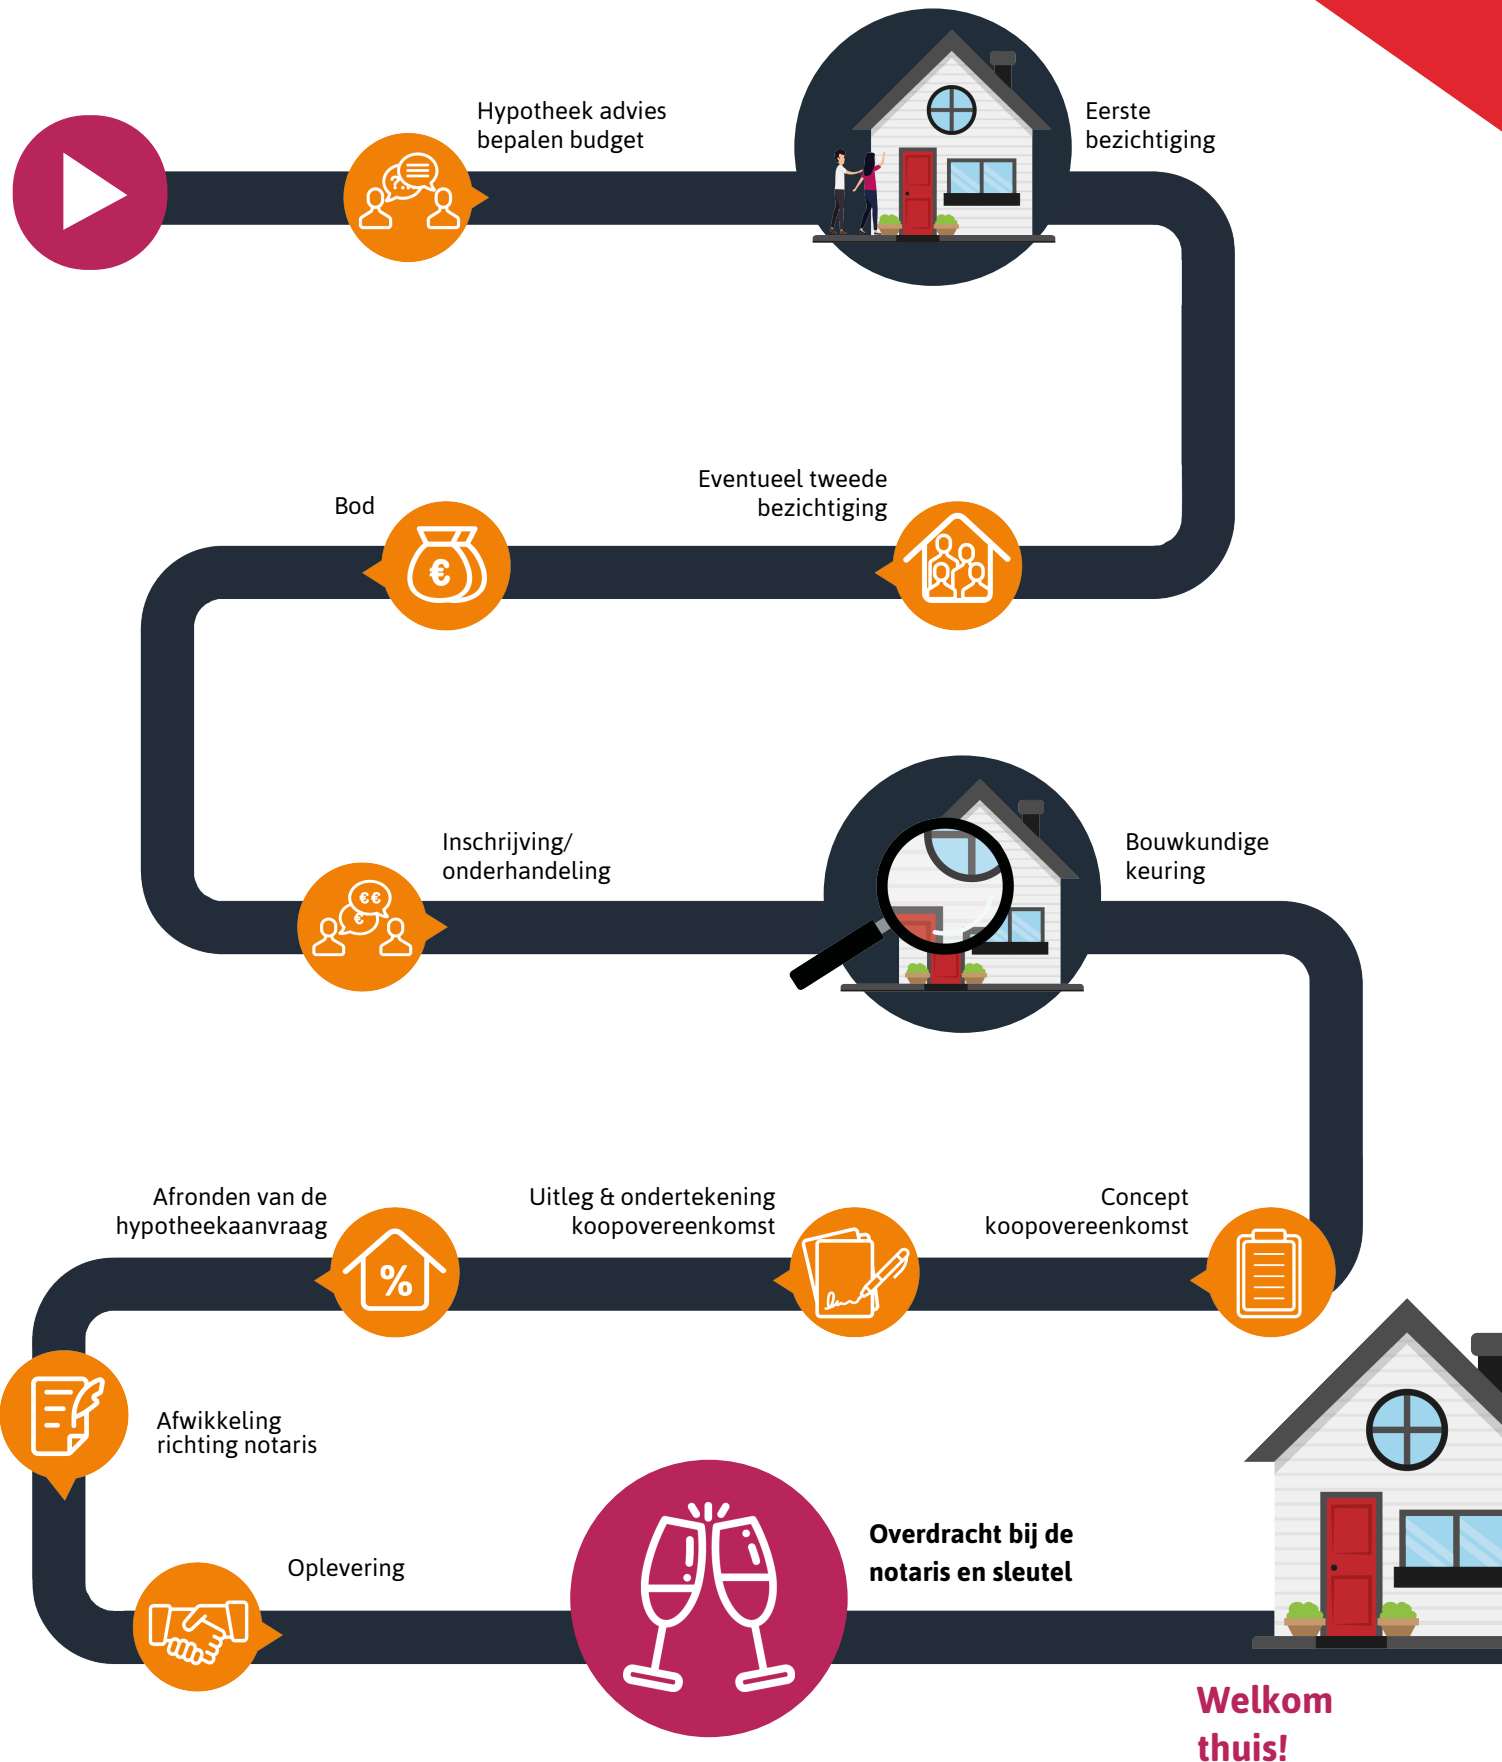 Hypotheek advies
bepalen budget
Eerste
bezichtiging
Eventueel tweede
bezichtiging
Bod
€
Inschrijving/
onderhandeling
€€
€
Bouwkundige
keuring
Concept
koopovereenkomst
Uitleg & ondertekening
koopovereenkomst
Afronden van de
hypotheekaanvraag
%
Afwikkeling
richting notaris
Oplevering
Overdracht bij de
notaris en sleutel
Welkom
thuis!